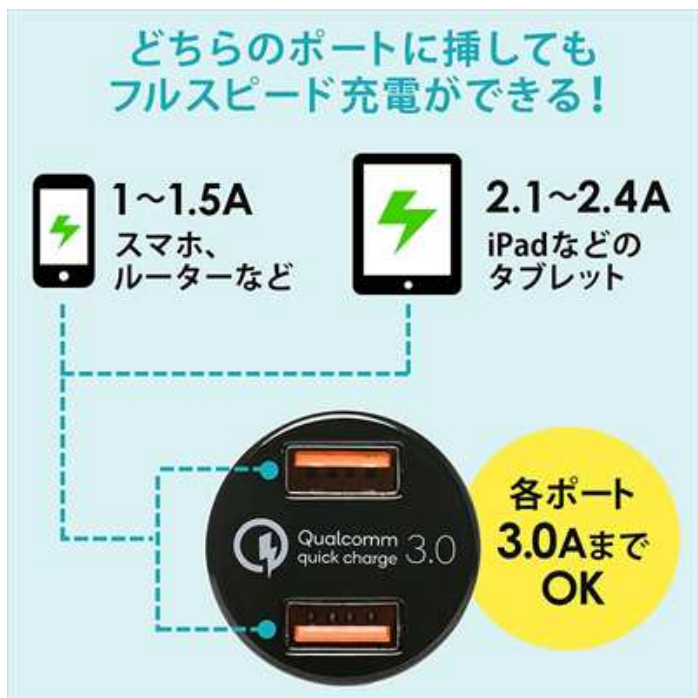 どちらのポートに挿しても
フルスピード充電ができる！
1～1.5A
スマホ、
ルーターなど
2.1～2.4A
iPadなどの
タブレット
Qualcomm
quick charge 3.0
各ポート
3.0Aまで
OK